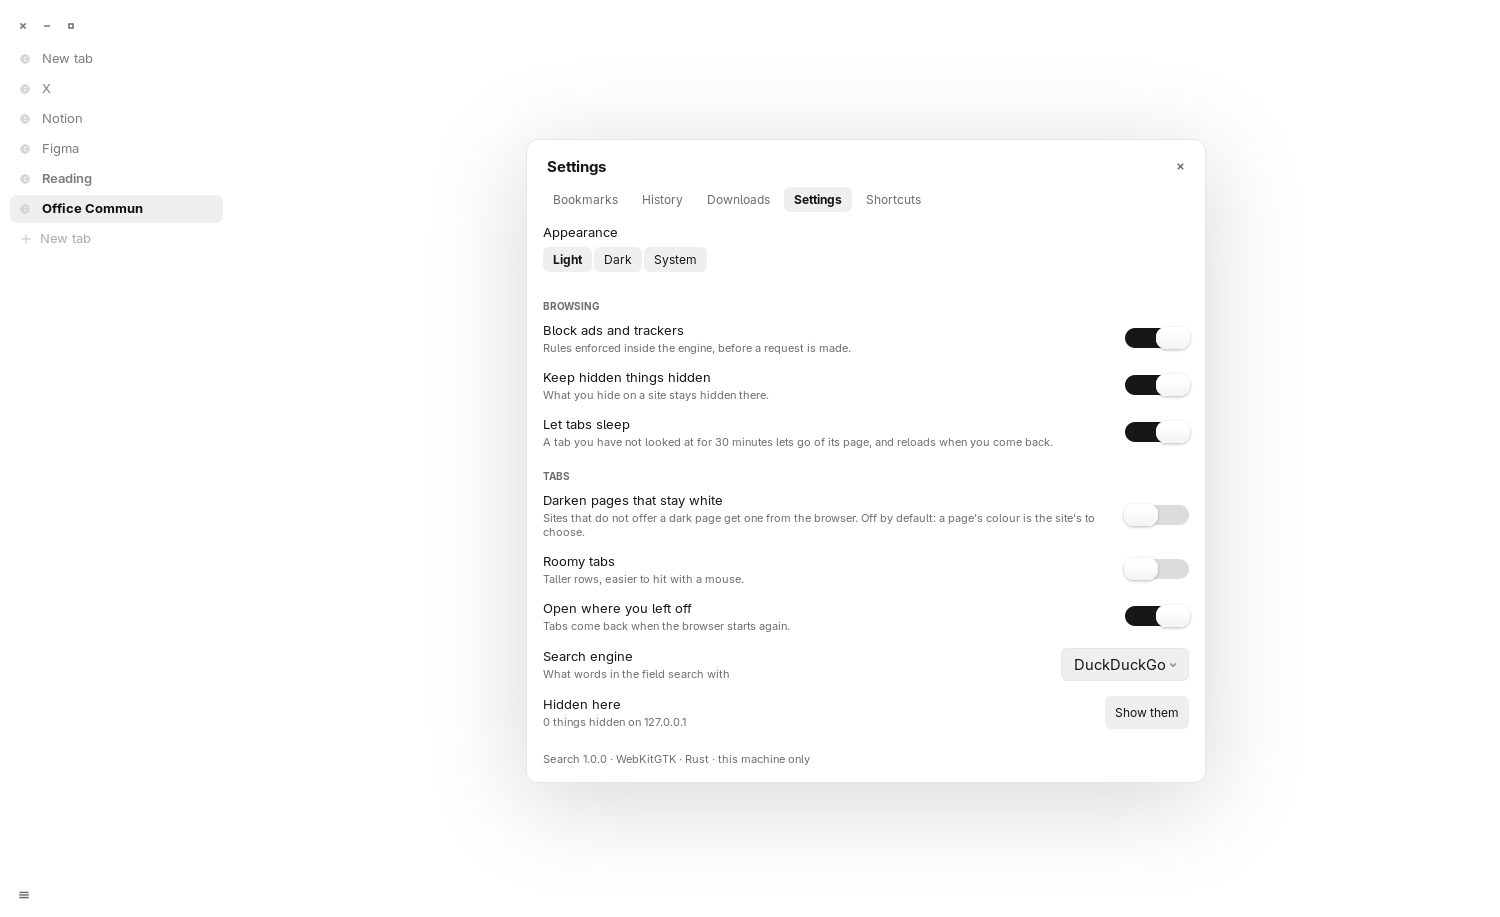 New tab
X
Notion
Figma
Reading
Office Commun
New tab
Settings
Bookmarks History Downloads Settings Shortcuts
Appearance
Light Dark System
BROWSING
Block ads and trackers
Rules enforced inside the engine, before a request is made.
Keep hidden things hidden
What you hide on a site stays hidden there.
Let tabs sleep
A tab you have not looked at for 30 minutes lets go of its page, and reloads when you come back.
TABS
Darken pages that stay white
Sites that do not offer a dark page get one from the browser. Off by default: a page's colour is the site's to
choose.
Roomy tabs
Taller rows, easier to hit with a mouse.
Open where you left off
Tabs come back when the browser starts again.
Search engine
What words in the field search with
DuckDuckGo
Hidden here
0 things hidden on 127.0.0.1
Show them
Search 1.0.0 · WebKitGTK · Rust · this machine only